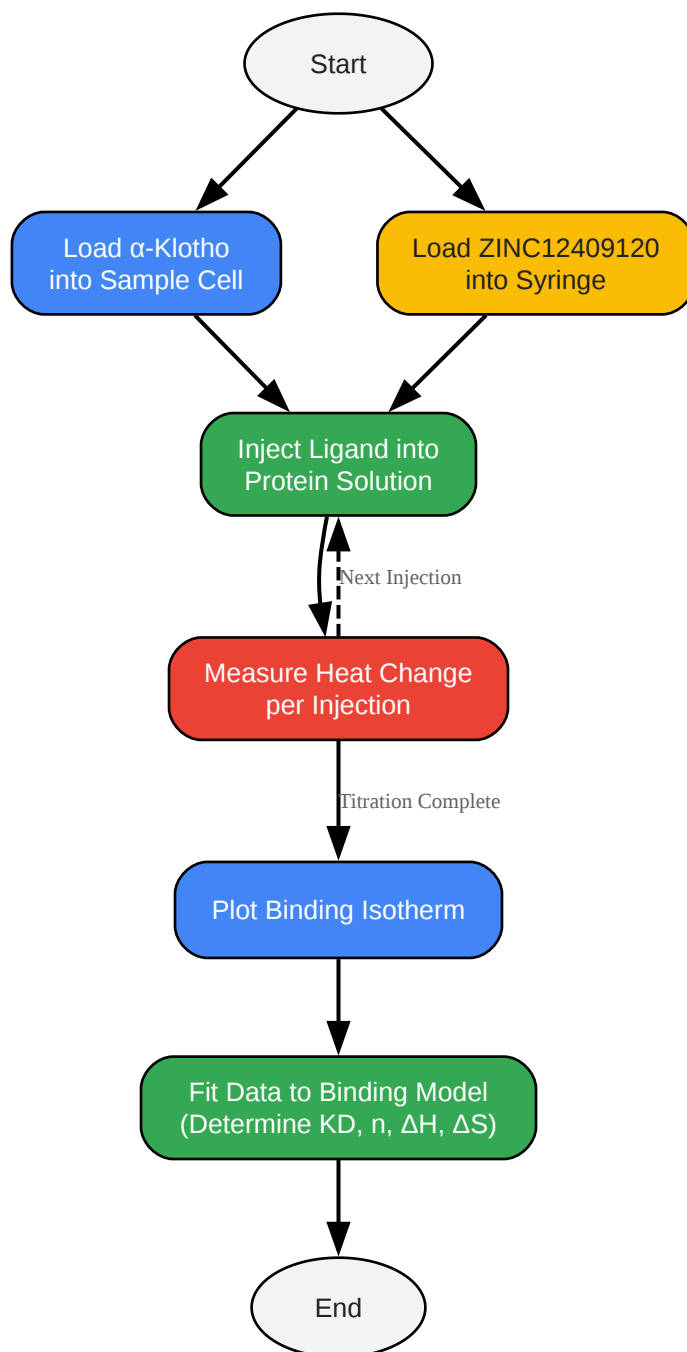 Start
Load α-Klotho
into Sample Cell
Load ZINC12409120
into Syringe
Inject Ligand into
Protein Solution
Next Injection
Measure Heat Change
per Injection
Titration Complete
Plot Binding Isotherm
Fit Data to Binding Model
(Determine KD, n, ΔH, ΔS)
End